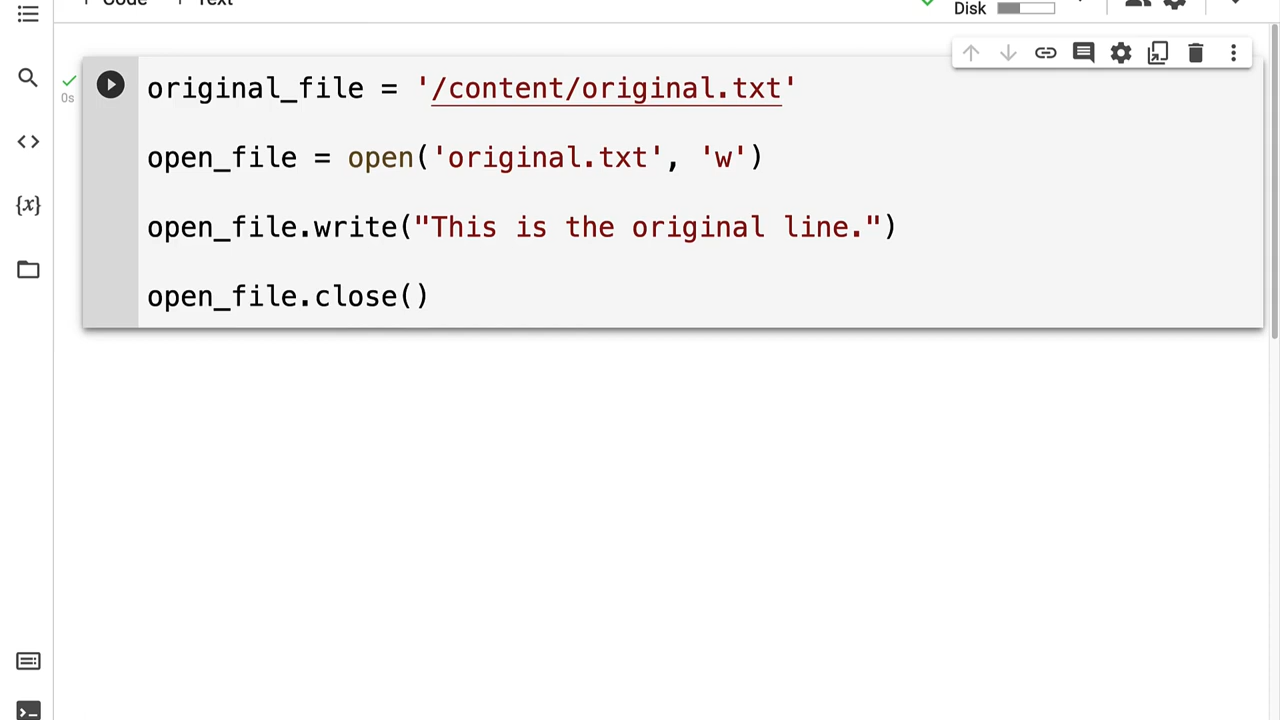 + Code + Text
Disk
0s
original_file = '/content/original.txt'
open_file = open('original.txt', 'w')
open_file.write("This is the original line.")
open_file.close()